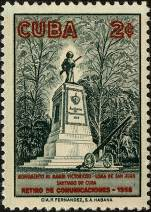 CUBA 2¢
MONUMENTO AL MAMBI VICTORIOSO - LOMA DE SAN JUAN
SANTIAGO DE CUBA
RETIRO DE COMUNICACIONES - 1958
CIA. P. FERNANDEZ, S. A. HABANA